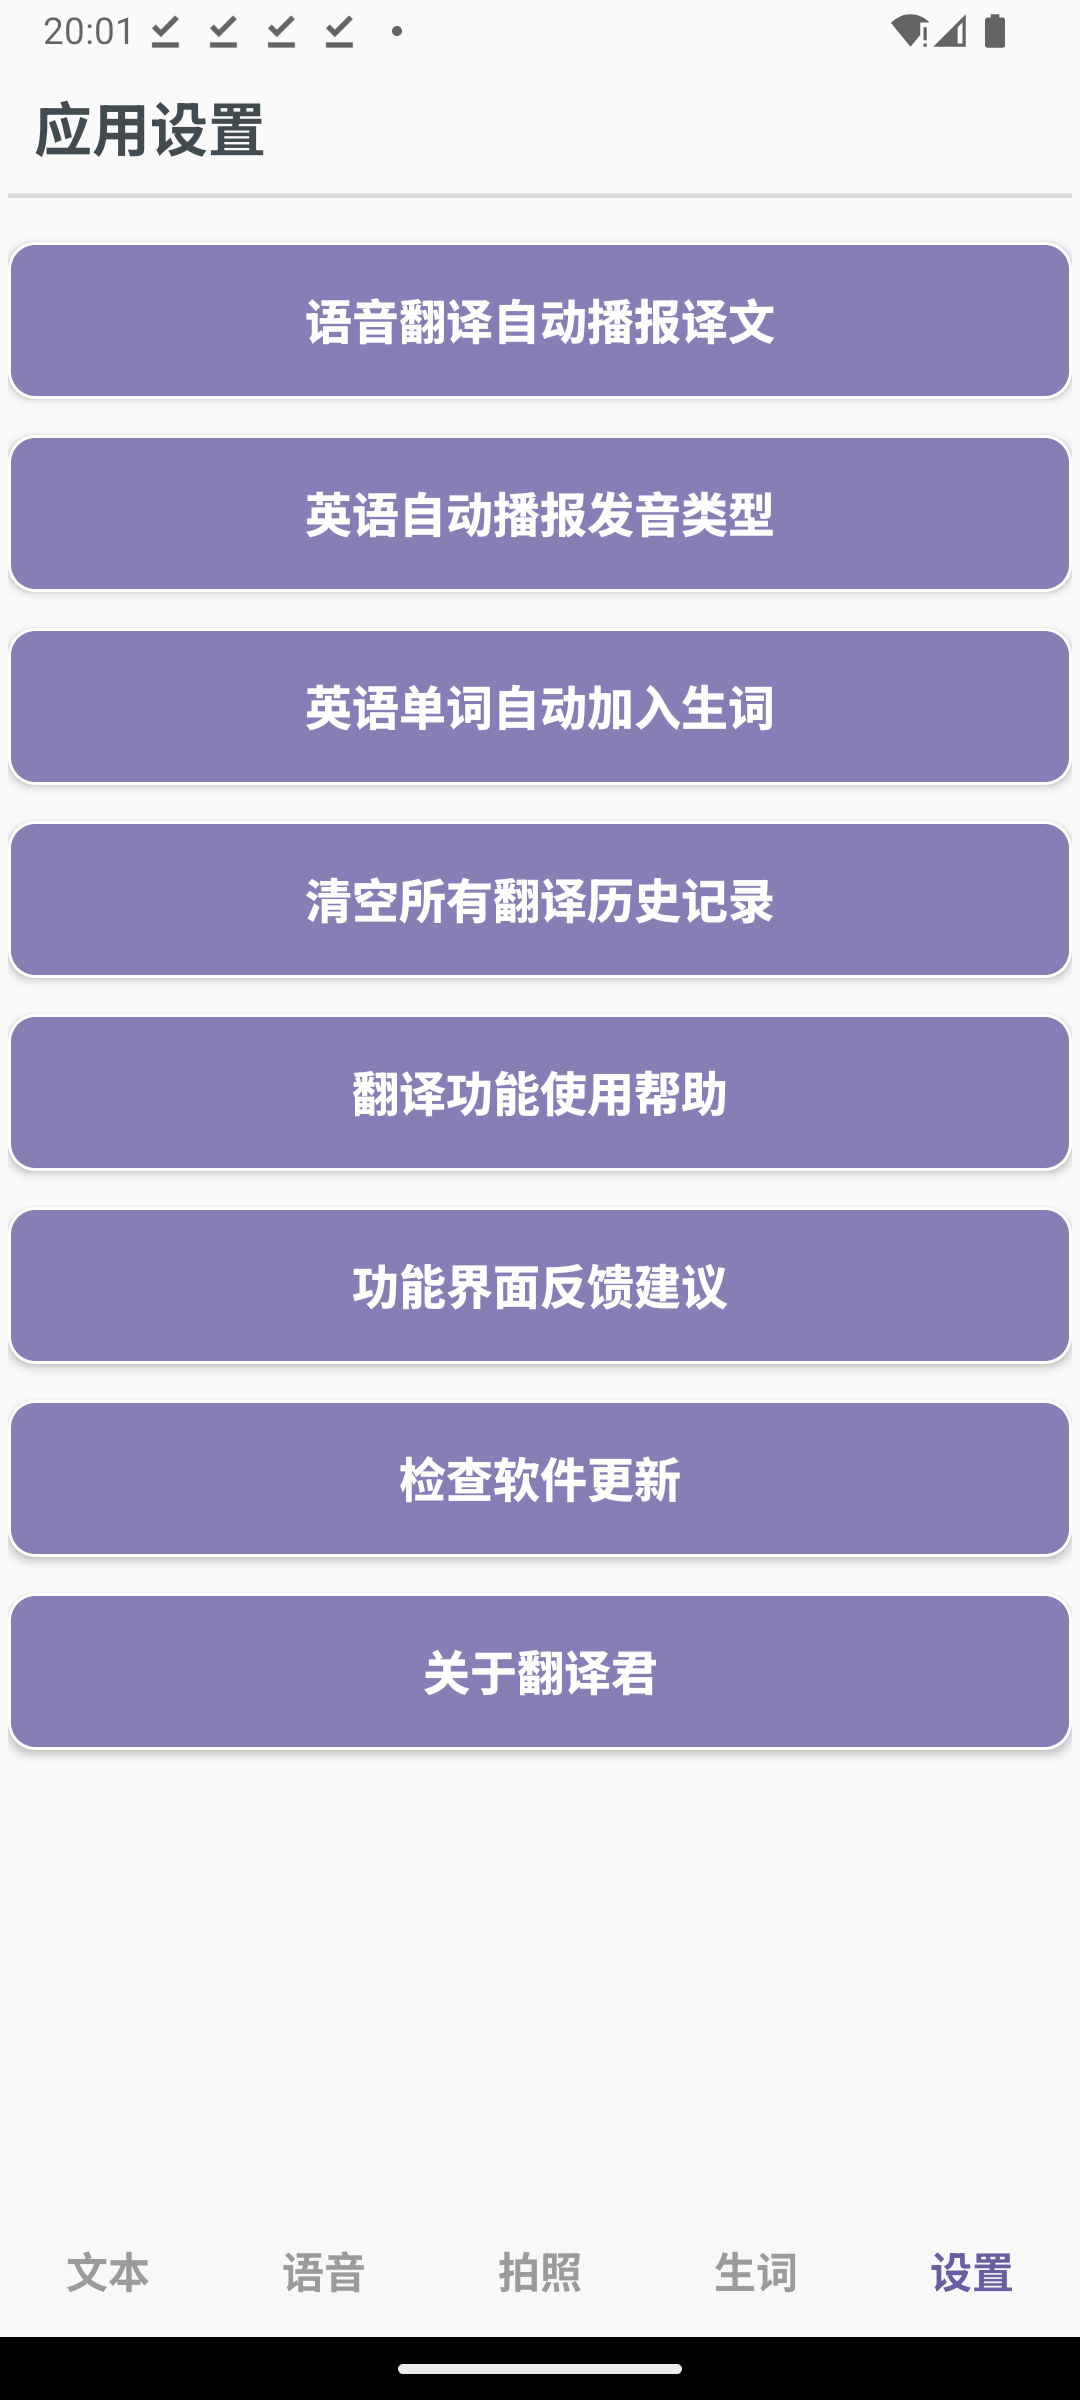 20:01
应用设置
语音翻译自动播报译文
英语自动播报发音类型
英语单词自动加入生词
清空所有翻译历史记录
翻译功能使用帮助
功能界面反馈建议
检查软件更新
关于翻译君
文本 语音 拍照 生词 设置